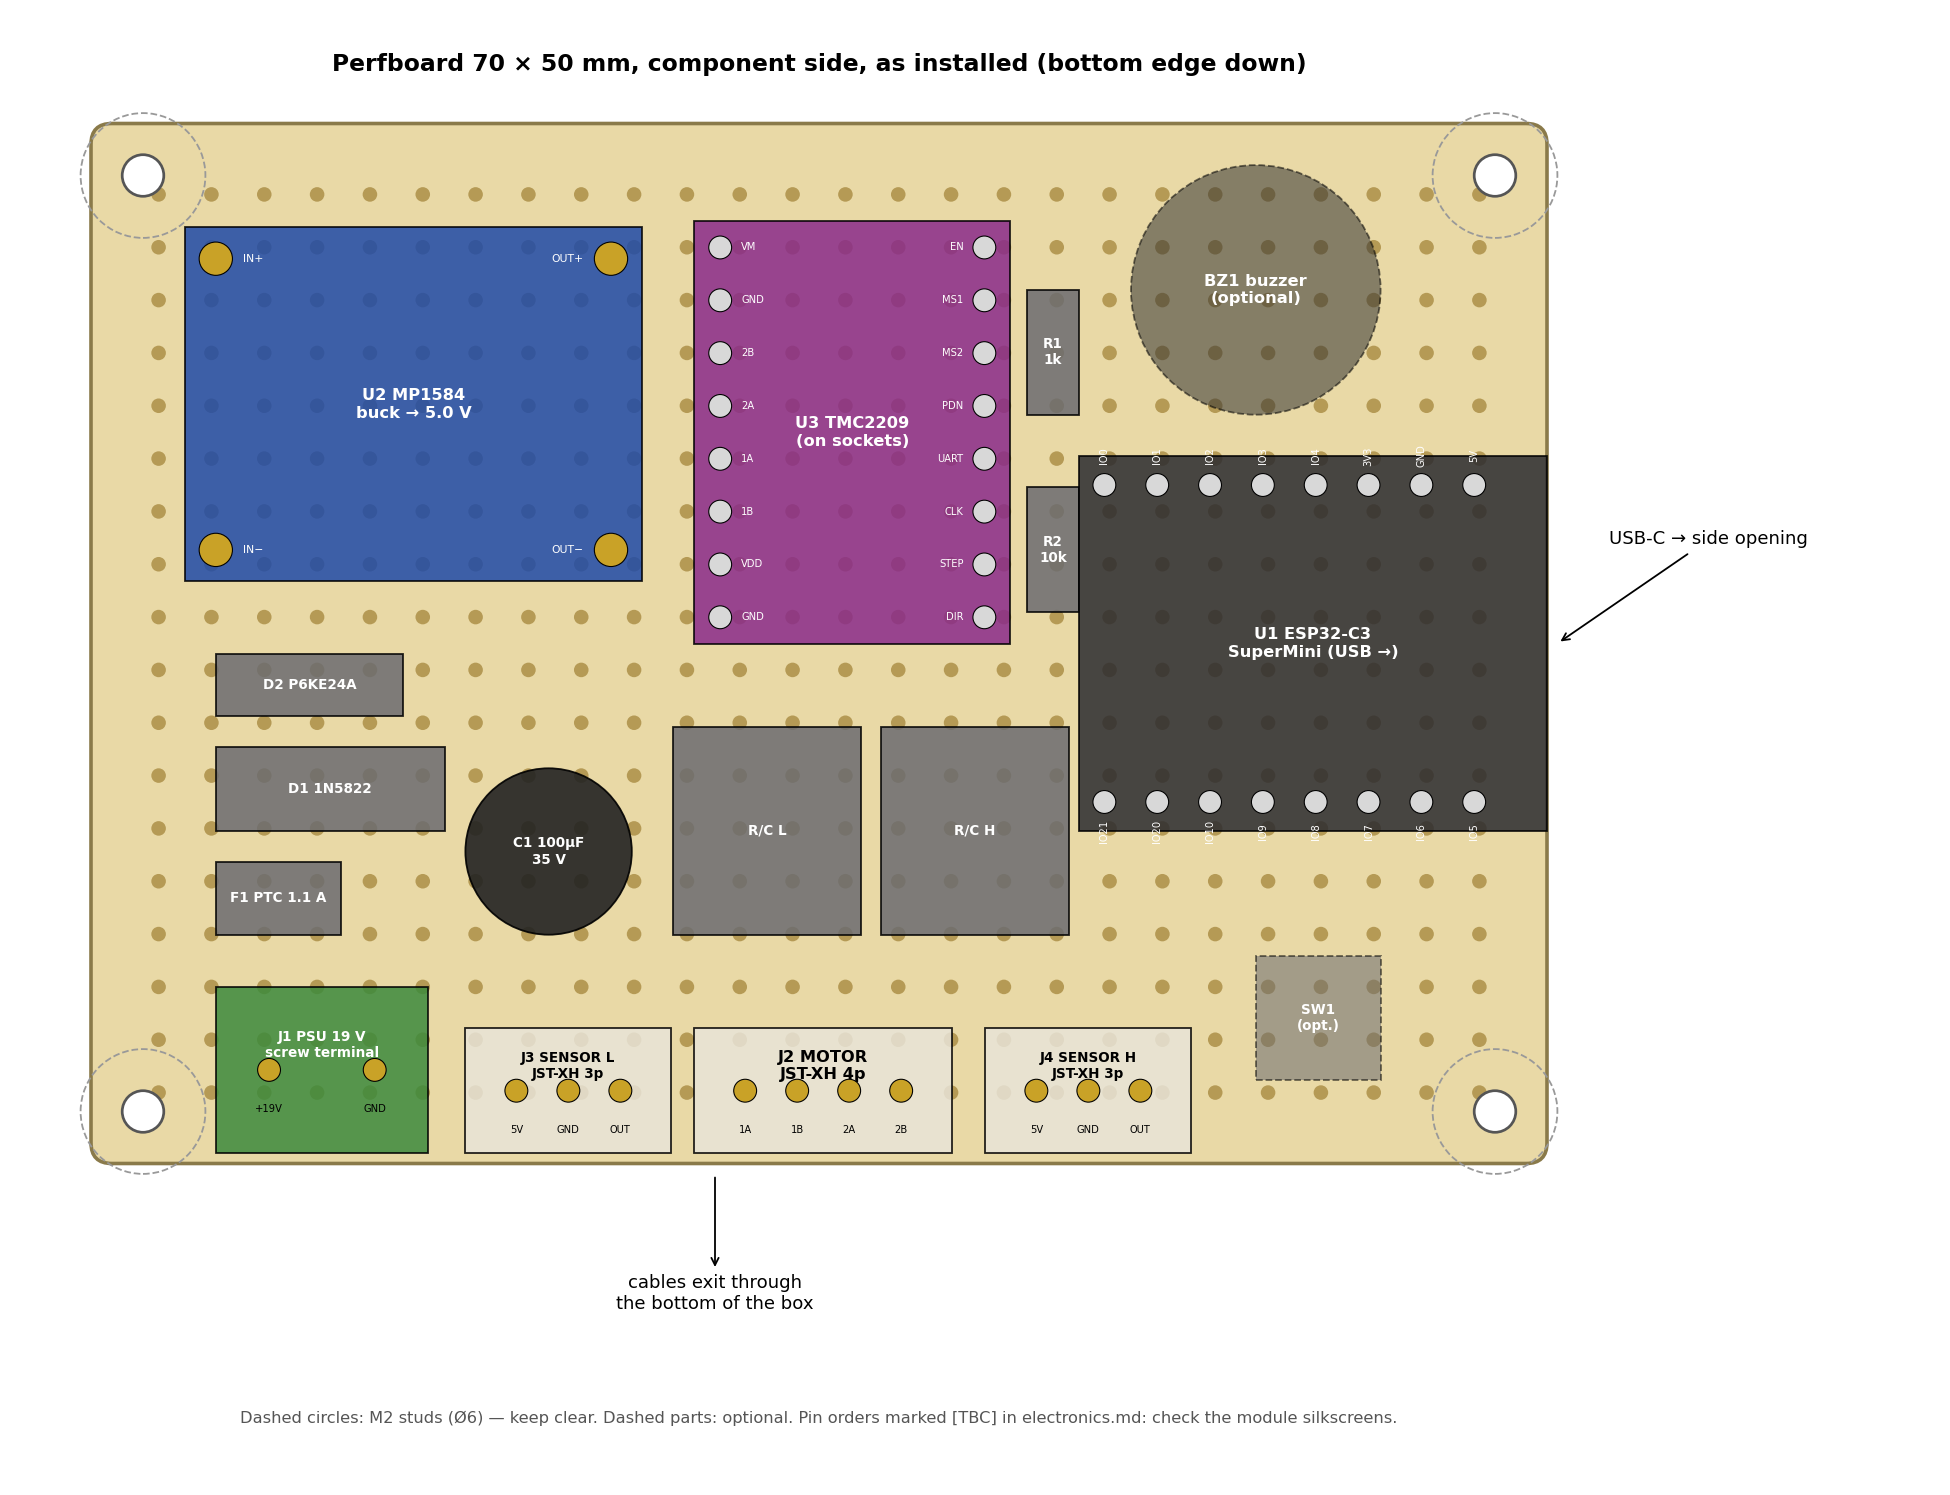 Perfboard 70 × 50 mm, component side, as installed (bottom edge down)
IN+
OUT+
U2 MP1584
buck → 5.0 V
IN−
OUT−
VM
GND
2B
2A
1A
1B
VDD
GND
U3 TMC2209
(on sockets)
EN
MS1
MS2
PDN
UART
CLK
STEP
DIR
R1
1k
R2
10k
BZ1 buzzer
(optional)
IO0
IO1
IO2
IO3
IO4
3V3
GND
5V
U1 ESP32-C3
SuperMini (USB →)
IO21
IO20
IO10
IO9
IO8
IO7
IO6
IO5
USB-C → side opening
D2 P6KE24A
D1 1N5822
F1 PTC 1.1 A
C1 100µF
35 V
R/C L
R/C H
J1 PSU 19 V
screw terminal
+19V
GND
J3 SENSOR L
JST-XH 3p
5V
GND
OUT
J2 MOTOR
JST-XH 4p
1A
1B
2A
2B
J4 SENSOR H
JST-XH 3p
5V
GND
OUT
SW1
(opt.)
cables exit through
the bottom of the box
Dashed circles: M2 studs (Ø6) — keep clear. Dashed parts: optional. Pin orders marked [TBC] in electronics.md: check the module silkscreens.